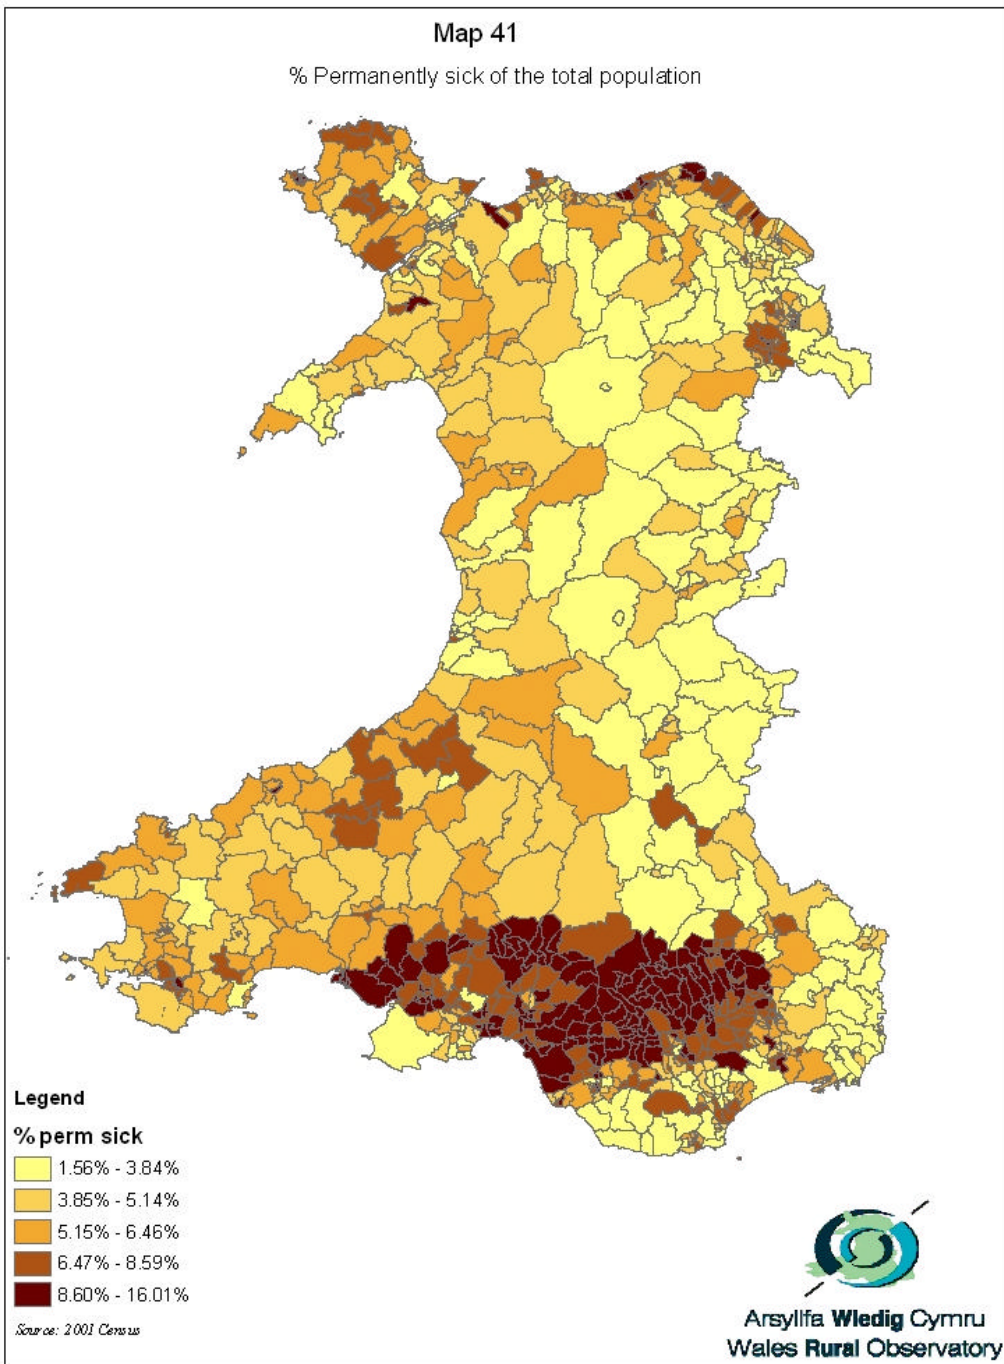 Map 41
% Permanently sick of the total population
Legend
% perm sick
1.56% - 3.84%
3.85% - 5.14%
5.15% - 6.46%
6.47% - 8.59%
8.60% - 16.01%
Source: 2001 Census
Arsyllfa Wledig Cymru
Wales Rural Observatory